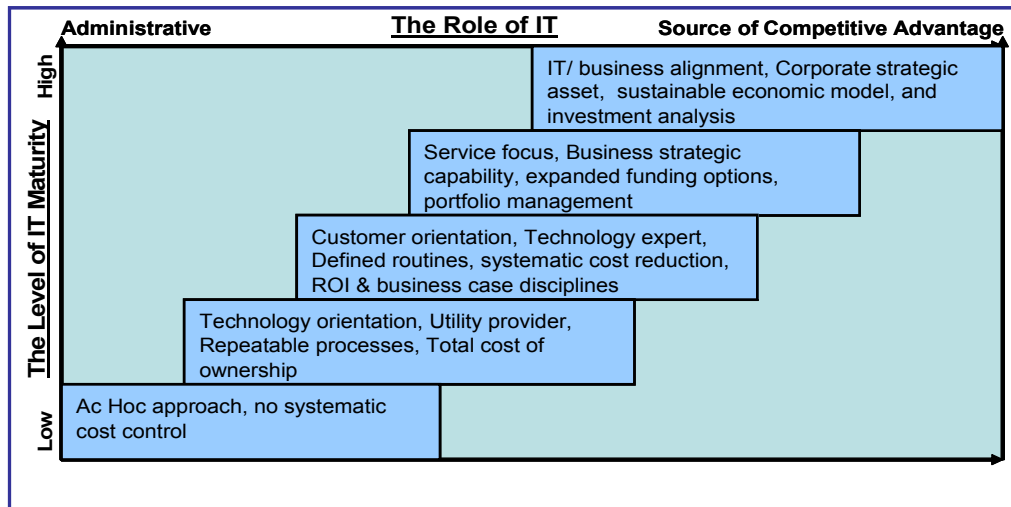 Administrative
The Role of IT
Source of Competitive Advantage
High
The Level of IT Maturity
Low
IT/ business alignment, Corporate strategic
asset, sustainable economic model, and
investment analysis
Service focus, Business strategic
capability, expanded funding options,
portfolio management
Customer orientation, Technology expert,
Defined routines, systematic cost reduction,
ROI & business case disciplines
Technology orientation, Utility provider,
Repeatable processes, Total cost of
ownership
Ac Hoc approach, no systematic
cost control